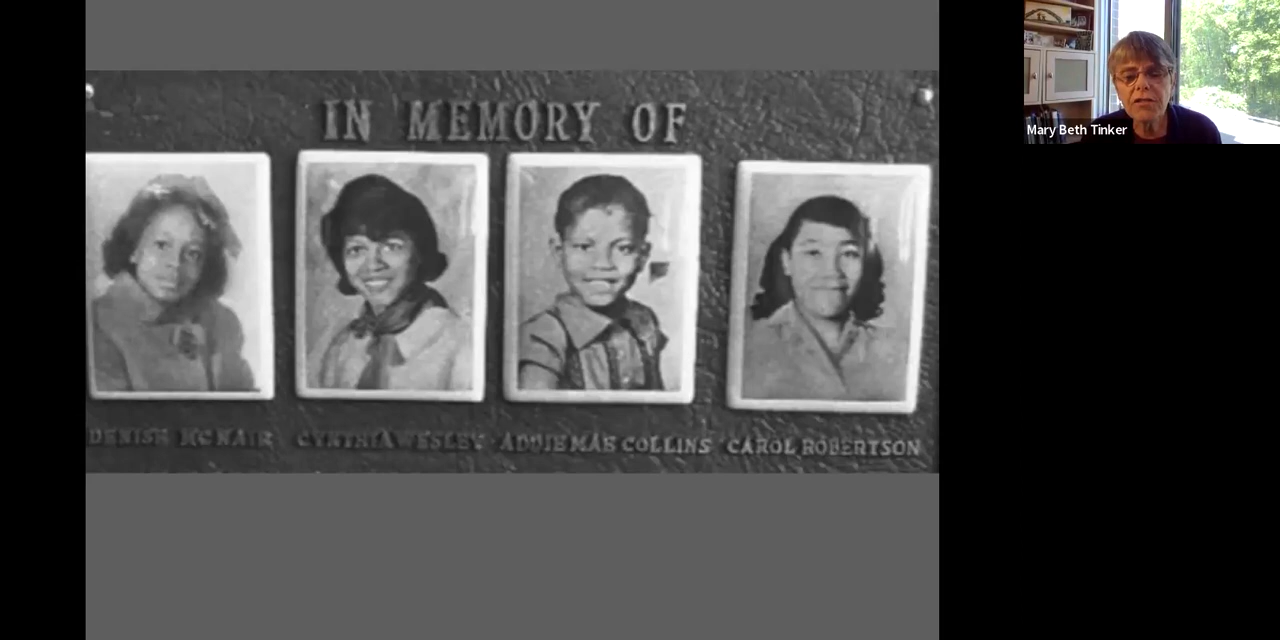 IN MEMORY OF
DENISE MCNAIR CYNTHIA WESLEY ADDIE MAE COLLINS CAROL ROBERTSON
Mary Beth Tinker